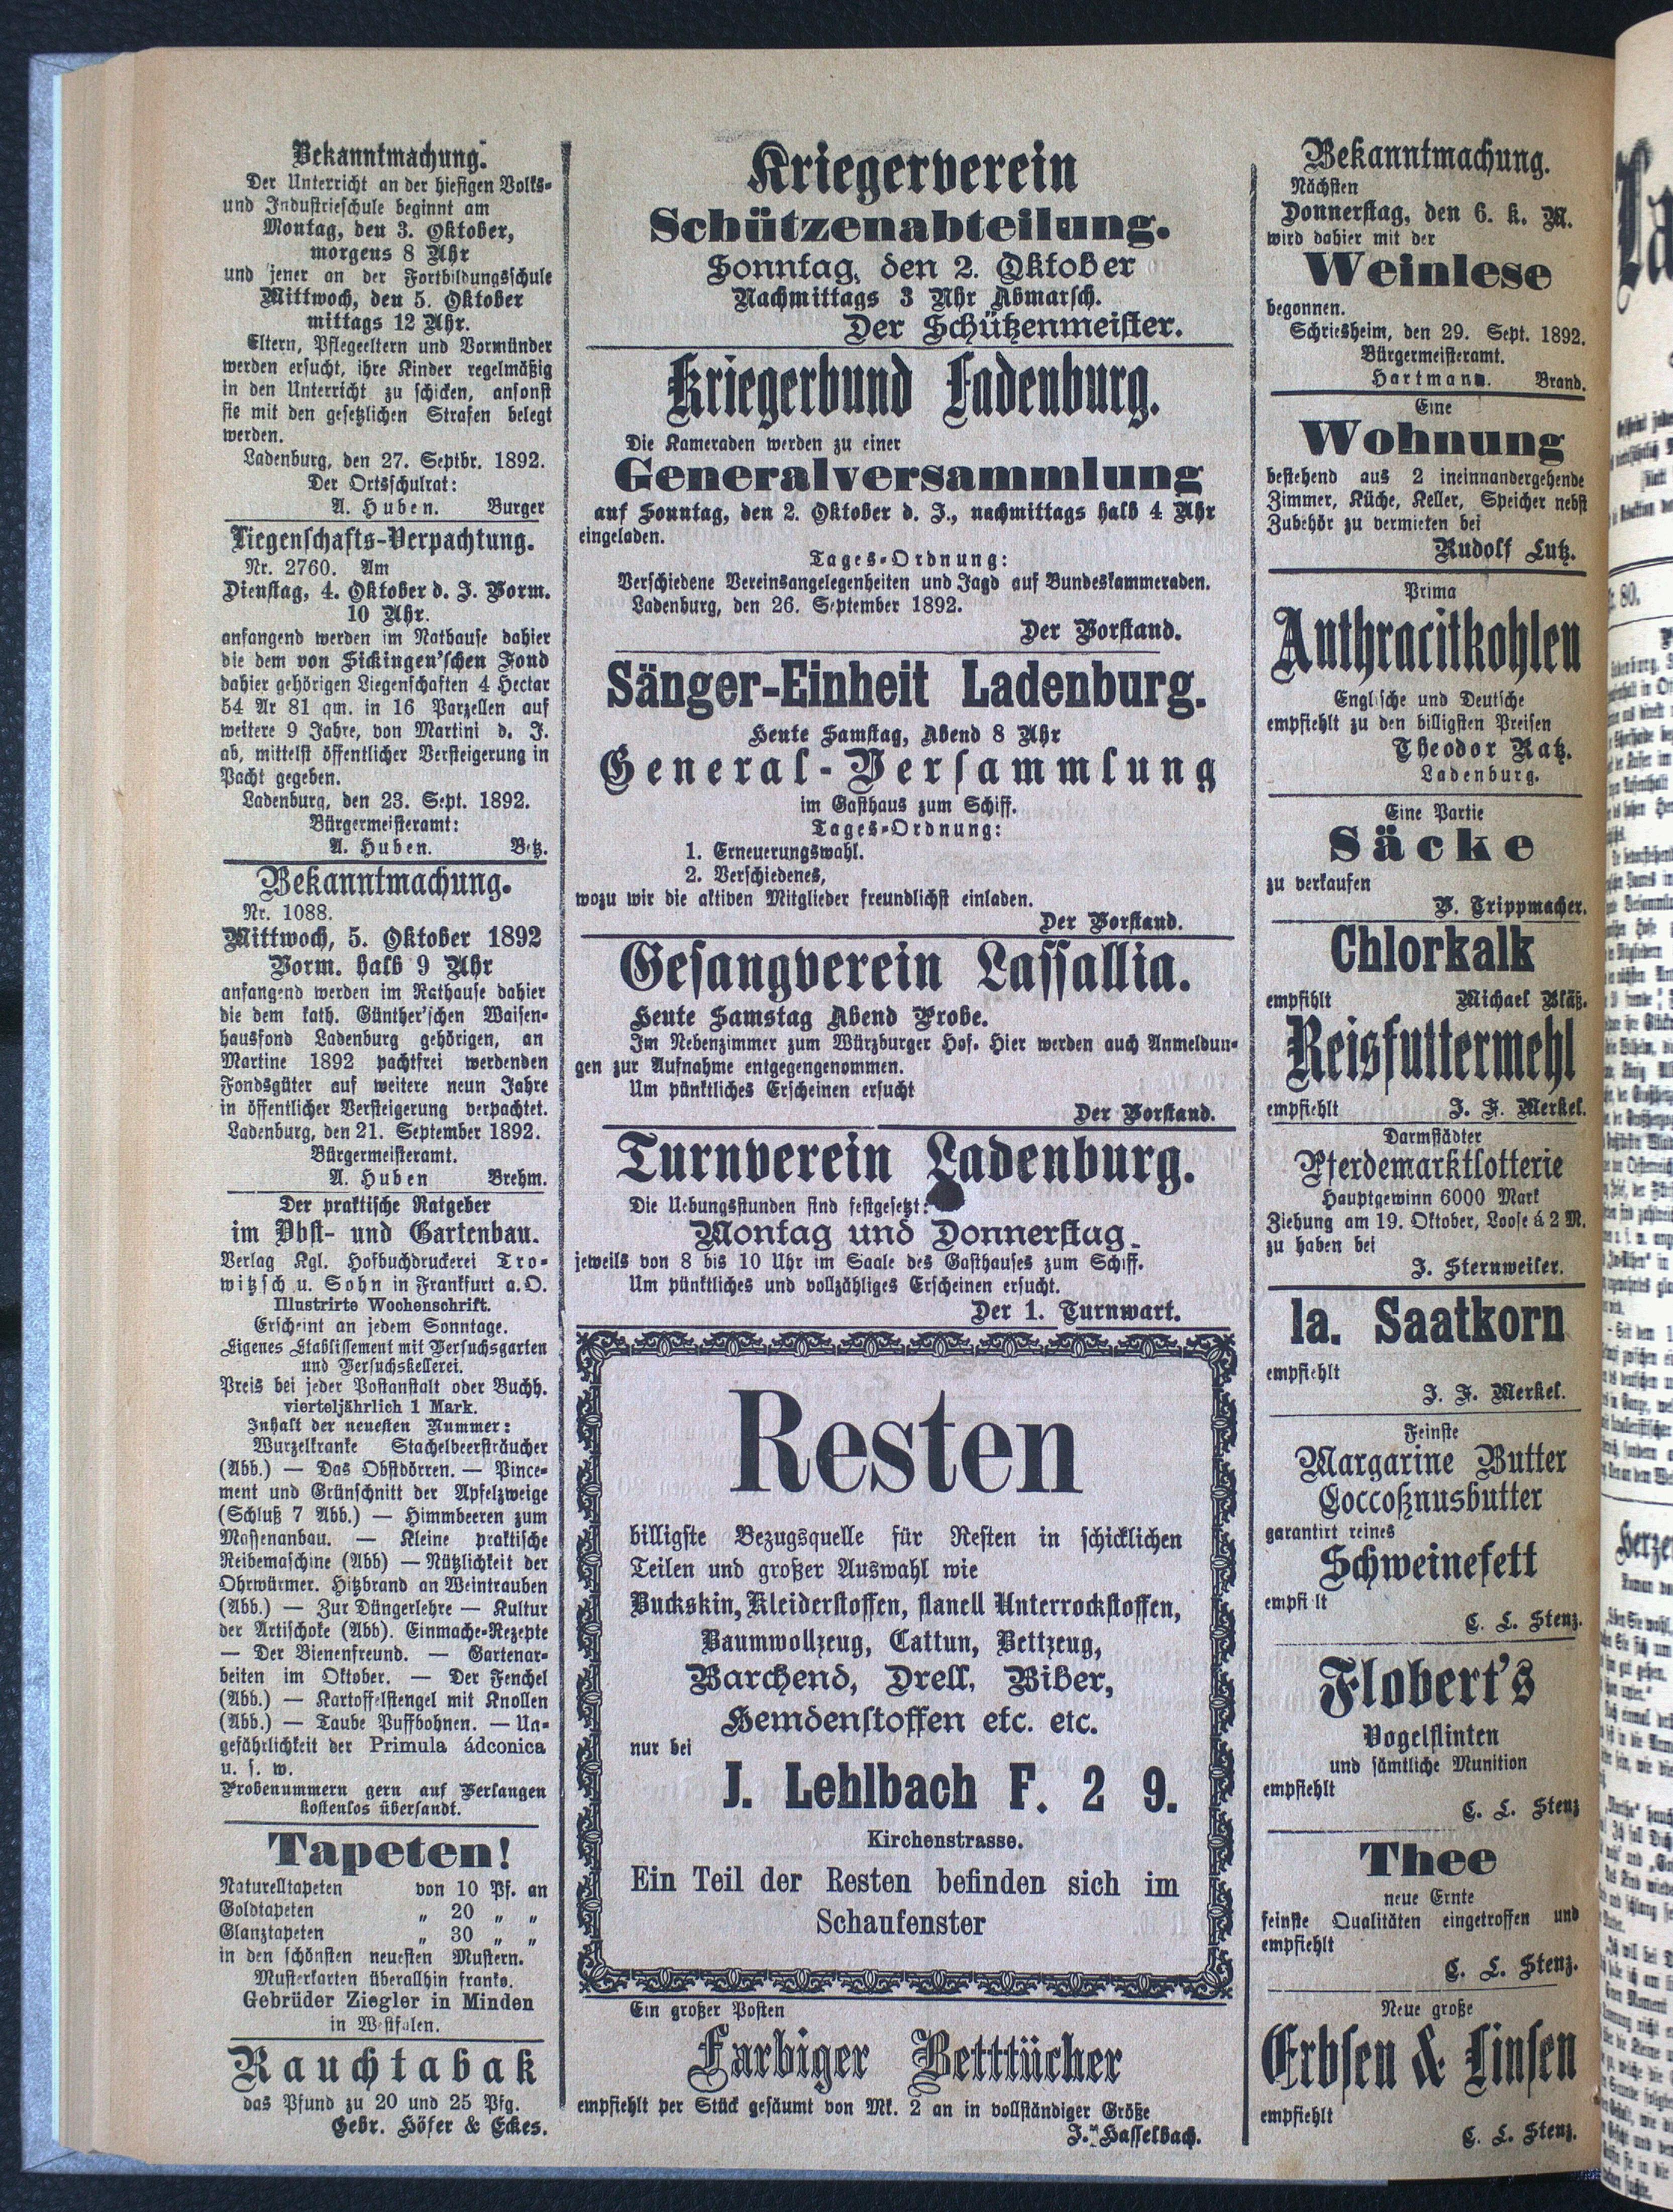 Bekanntmachung.
Der Unterricht an der hiesigen Volks-
und Industrieschule beginnt am
Montag, den 3. Oktober,
morgens 8 Uhr
und jener an der Fortbildungsschule
Mittwoch, den 5. Oktober
mittags 12 Uhr.
Eltern, Pflegeeltern und Vormünder
werden ersucht, ihre Kinder regelmäßig
in den Unterricht zu schicken, ansonst
sie mit den gesetzlichen Strafen belegt
werden.
Ladenburg, den 27. Septbr. 1892.
Der Ortsschulrat:
A. Huben. Burger
Liegenschafts-Verpachtung.
Nr. 2760. Am
Dienstag, 4. Oktober d. J. Vorm.
10 Uhr.
anfangend werden im Rathause dahier
die dem von Sickingen'schen Fond
dahier gehörigen Liegenschaften 4 Hectar
54 Ar 81 qm. in 16 Parzellen auf
weitere 9 Jahre, von Martini d. J.
ab, mittelst öffentlicher Versteigerung in
Pacht gegeben.
Ladenburg, den 23. Sept. 1892.
Bürgermeisteramt:
A. Huben. Betz.
Bekanntmachung.
Nr. 1088.
Mittwoch, 5. Oktober 1892
Vorm. halb 9 Uhr
anfangend werden im Rathause dahier
die dem kath. Günther'schen Waisen-
hausfond Ladenburg gehörigen, an
Martine 1892 pachtfrei werdenden
Fondsgüter auf weitere neun Jahre
in öffentlicher Versteigerung verpachtet.
Ladenburg, den 21. September 1892.
Bürgermeisteramt.
A. Huben Brehm.
Der praktische Ratgeber
im Obst- und Gartenbau.
Verlag Kgl. Hofbuchdruckerei Tro-
witzsch u. Sohn in Frankfurt a. O.
Illustrirte Wochenschrift.
Erscheint an jedem Sonntage.
Eigenes Etablissement mit Versuchsgarten
und Versuchskellerei.
Preis bei jeder Postanstalt oder Buchh.
vierteljährlich 1 Mark.
Inhalt der neuesten Nummer:
Wurzelkranke Stachelbeersträucher
(Abb.) — Das Obstdörren. — Pince-
ment und Grünschnitt der Apfelzweige
(Schluß 7 Abb.) — Himmbeeren zum
Massenanbau. — Kleine praktische
Reibemaschine (Abb) — Nützlichkeit der
Ohrwürmer. Hitzbrand an Weintrauben
(Abb.) — Zur Düngerlehre — Kultur
der Artischoke (Abb). Einmache-Rezepte
— Der Bienenfreund. — Gartenar-
beiten im Oktober. — Der Fenchel
(Abb.) — Kartoffelstengel mit Knollen
(Abb.) — Taube Puffbohnen. — Un-
gefährlichkeit der Primula ádconica
u. s. w.
Probenummern gern auf Verlangen
kostenlos übersandt.
Tapeten!
Naturelltapeten von 10 Pf. an
Goldtapeten „ 20 „ „
Glanztapeten „ 30 „ „
in den schönsten neuesten Mustern.
Musterkarten überallhin franko.
Gebrüder Ziegler in Minden
in Westfalen.
Rauchtabak
das Pfund zu 20 und 25 Pfg.
Gebr. Höfer & Eckes.
Kriegerverein
Schützenabteilung.
Sonntag, den 2. Oktober
Nachmittags 3 Uhr Abmarsch.
Der Schützenmeister.
Kriegerbund Ladenburg.
Die Kameraden werden zu einer
Generalversammlung
auf Sonntag, den 2. Oktober d. J., nachmittags halb 4 Uhr
eingeladen.
Tages-Ordnung:
Verschiedene Vereinsangelegenheiten und Jagd auf Bundeskammeraden.
Ladenburg, den 26. September 1892.
Der Vorstand.
Sänger-Einheit Ladenburg.
Heute Samstag, Abend 8 Uhr
General-Versammlung
im Gasthaus zum Schiff.
Tages-Ordnung:
1. Erneuerungswahl.
2. Verschiedenes,
wozu wir die aktiven Mitglieder freundlichst einladen.
Der Vorstand.
Gesangverein Lassallia.
Heute Samstag Abend Probe.
Im Nebenzimmer zum Würzburger Hof. Hier werden auch Anmeldun-
gen zur Aufnahme entgegengenommen.
Um pünktliches Erscheinen ersucht
Der Vorstand.
Turnverein Ladenburg.
Die Uebungsstunden sind festgesetzt:
Montag und Donnerstag
jeweils von 8 bis 10 Uhr im Saale des Gasthauses zum Schiff.
Um pünktliches und vollzähliges Erscheinen ersucht.
Der 1. Turnwart.
Resten
billigste Bezugsquelle für Resten in schicklichen
Teilen und großer Auswahl wie
Buckskin, Kleiderstoffen, flanell Unterrockstoffen,
Baumwollzeug, Cattun, Bettzeug,
Barchend, Drell, Biber,
Hemdenstoffen etc. etc.
nur bei
J. Lehlbach F. 2 9.
Kirchenstrasse.
Ein Teil der Resten befinden sich im
Schaufenster
Ein großer Posten
Farbiger Betttücher
empfiehlt per Stück gesäumt von Mk. 2 an in vollständiger Größe
J. Hasselbach.
Bekanntmachung.
Nächsten
Donnerstag, den 6. k. M.
wird dahier mit der
Weinlese
begonnen.
Schriesheim, den 29. Sept. 1892.
Bürgermeisteramt.
Hartmann. Brand.
Eine
Wohnung
bestehend aus 2 ineinnandergehende
Zimmer, Küche, Keller, Speicher nebst
Zubehör zu vermieten bei
Rudolf Lutz.
Prima
Anthracitkohlen
Englische und Deutsche
empfiehlt zu den billigsten Preisen
Theodor Katz.
Ladenburg.
Eine Partie
Säcke
zu verkaufen
P. Trippmacher.
Chlorkalk
empfihlt Michael Bläß.
Reisfuttermehl
empfiehlt J. F. Merkel.
Darmstädter
Pferdemarktlotterie
Hauptgewinn 6000 Mark
Ziehung am 19. Oktober, Loose á 2 M.
zu haben bei
J. Sternweiler.
Ia. Saatkorn
empfiehlt
J. F. Merkel.
Feinste
Margarine Butter
Coccoßnusbutter
garantirt reines
Schweinefett
empfi lt
C. L. Stenz.
Flobert's
Vogelflinten
und sämtliche Munition
empfiehlt
C. L. Stenz
Thee
neue Ernte
feinste Qualitäten eingetroffen und
empfiehlt
C. L. Stenz.
Neue große
Erbsen & Linsen
empfiehlt
C. L. Stenz.
80.